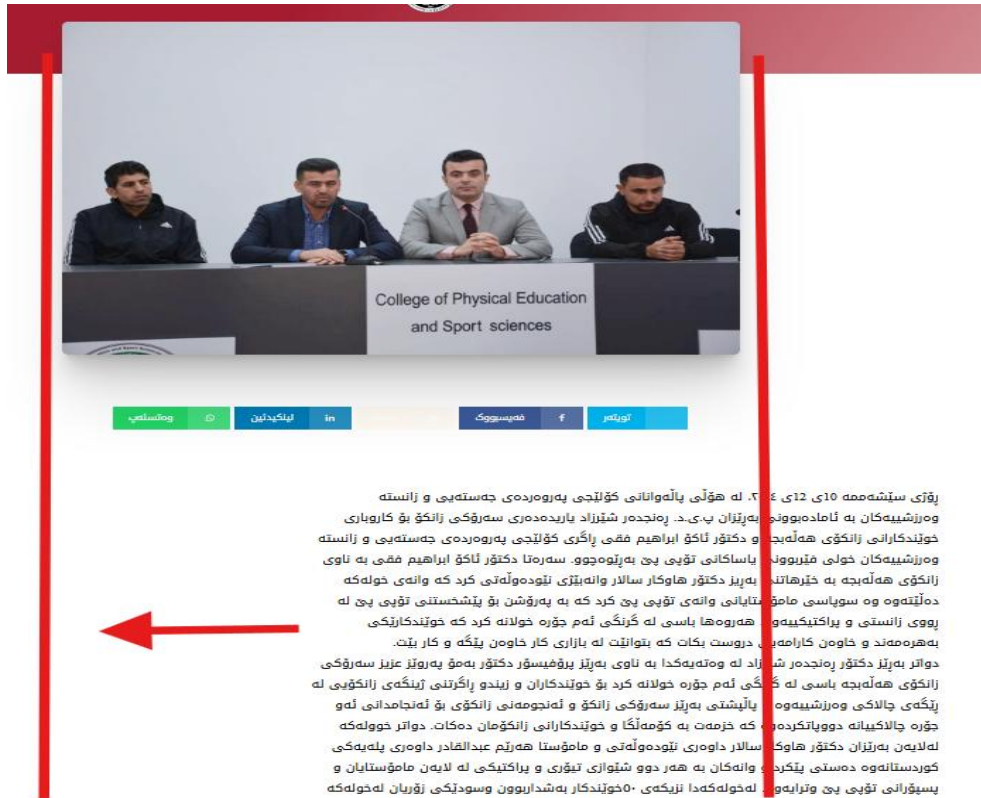 College of Physical Education
and Sport sciences
تویتەر
فەیسبووک
لینکیدئین
وەتسئەپ
ڕۆژی سێشەممە 10ی 12ی ٢٠٢٤، لە هۆڵی پاڵەوانانی کۆلێجی پەروەردەی جەستەیی و زانستە
وەرزشییەکان بە ئامادەبوونی بەڕێزان پ.ی.د. ڕەنجدەر شێرزاد یاریدەدەری سەرۆکی زانکۆ بۆ کاروباری
خوێندکارانی زانکۆی هەڵەبجە و دکتۆر ئاکۆ ابراهیم فقی ڕاگری کۆلێجی پەروەردەی جەستەیی و زانستە
وەرزشییەکان خولی فێربوونی یاساکانی تۆپی پێ بەڕێوەچوو. سەرەتا دکتۆر ئاکۆ ابراهیم فقی بە ناوی
زانکۆی هەڵەبجە بە خێرهاتنی بەڕیز دکتۆر هاوکار سالار وانەبێژی نێودەوڵەتی کرد کە وانەی خولەکە
دەڵێتەوە وە سوپاسی مامۆستایانی وانەی تۆپی پێ کرد کە بە پەرۆشن بۆ پێشخستنی تۆپی پێ لە
ڕووی زانستی و پراکتیکییەوە، هەروەها باسی لە گرنگی ئەم جۆرە خولانە کرد کە خوێندکارێکی
بەهرەمەند و خاوەن کارامەیی دروست بکات کە بتوانێت لە بازاری کار خاوەن پێگە و کار بێت.
دواتر بەڕێز دکتۆر ڕەنجدەر شێرزاد لە وتەیەکدا بە ناوی بەڕێز پرۆفیسۆر دکتۆر بەمۆ پەروێز عزیز سەرۆکی
زانکۆی هەڵەبجە باسی لە گرنگی ئەم جۆرە خولانە کرد بۆ خوێندکاران و زیندو ڕاگرتنی ژینگەی زانکۆیی لە
ڕێگەی چالاکی وەرزشییەوە و پاڵپشتی بەڕێز سەرۆکی زانکۆ و ئەنجومەنی زانکۆی بۆ ئەنجامدانی ئەو
جۆرە چالاکییانە دووپاتکردەوە کە خزمەت بە کۆمەڵگا و خوێندکارانی زانکۆمان دەکات. دواتر خوولەکە
لەلایەن بەڕێزان دکتۆر هاوکار سالار داوەری نێودەوڵەتی و مامۆستا هەرێم عبدالقادر داوەری پلەیەکی
کوردستانەوە دەستی پێکرد و وانەکان بە هەر دوو شێوازی تیۆری و پراکتیکی لە لایەن مامۆستایان و
پسپۆرانی تۆپی پێ وترایەوە. لەخولەکەدا نزیکەی ٥٠خوێندکار بەشداربوون وسودێکی زۆریان لەخولەکە